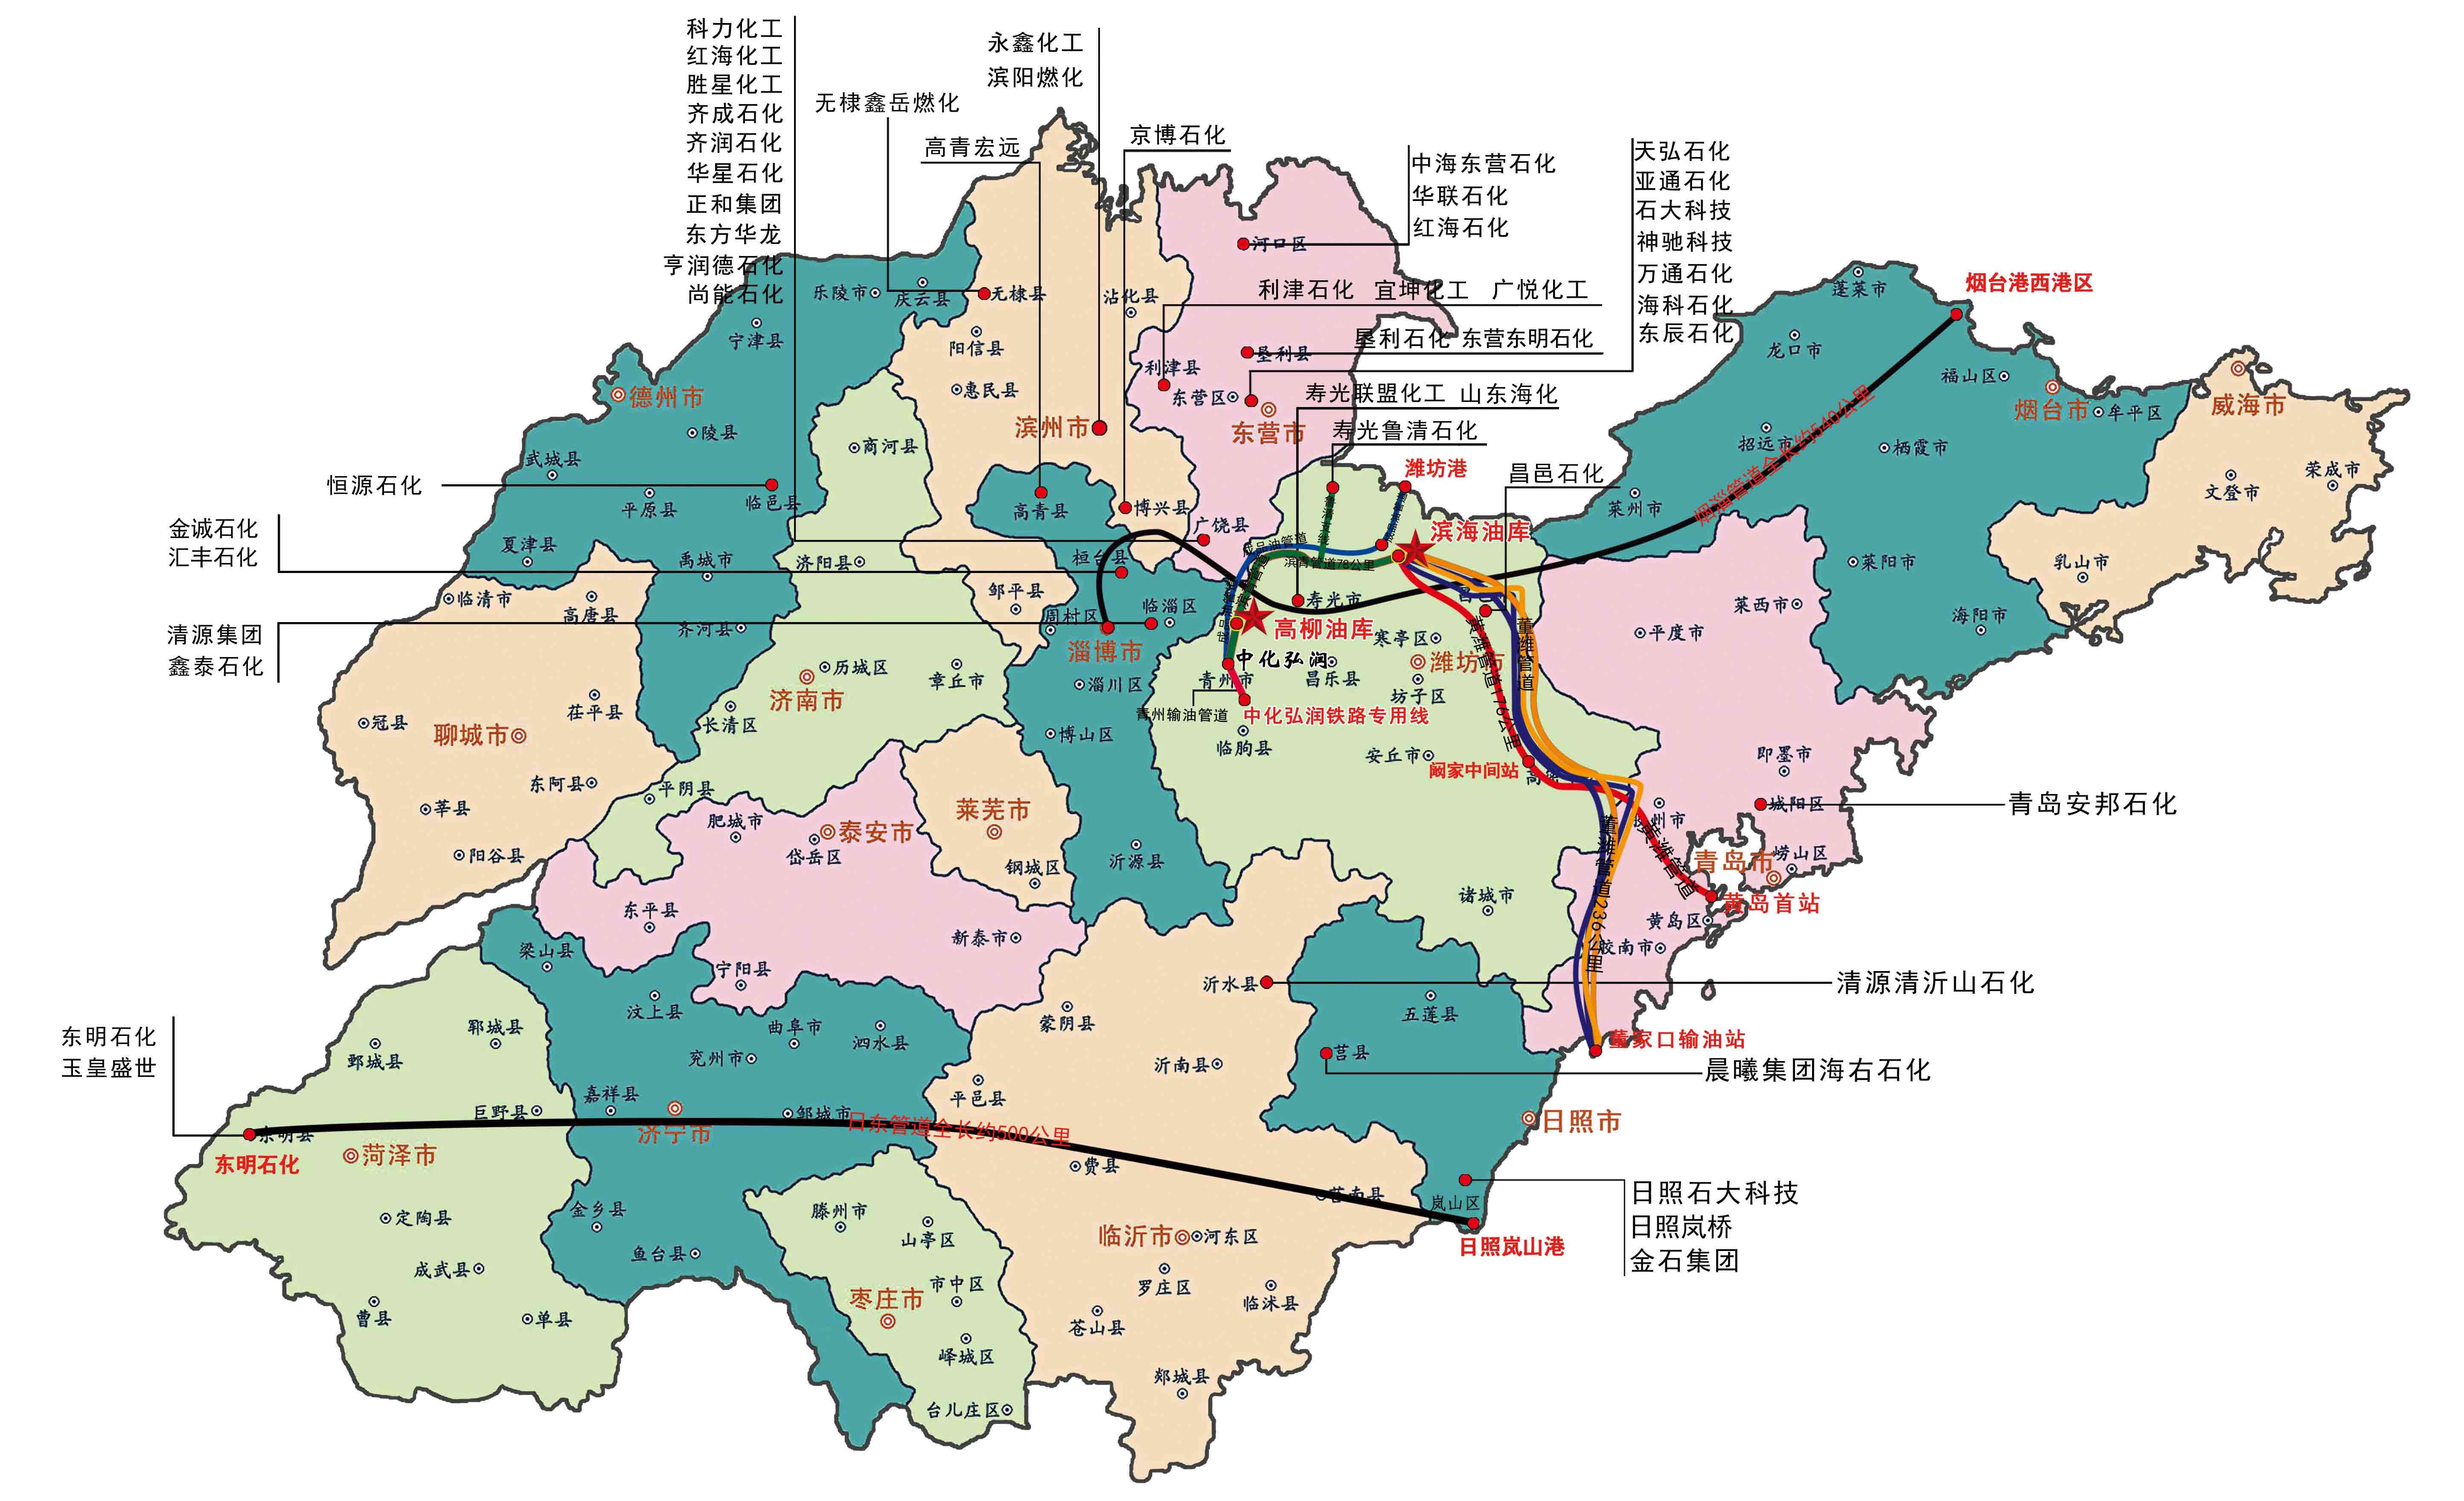 科力化工
红海化工
胜星化工
齐成石化
齐润石化
华星石化
正和集团
东方华龙
亨润德石化
尚能石化
无棣鑫岳燃化
永鑫化工
滨阳燃化
高青宏远
京博石化
中海东营石化
华联石化
红海石化
天弘石化
亚通石化
石大科技
神驰科技
万通石化
海科石化
东辰石化
利津石化 宜坤化工 广悦化工
垦利石化 东营东明石化
寿光联盟化工 山东海化
寿光鲁清石化
昌邑石化
恒源石化
金诚石化
汇丰石化
清源集团
鑫泰石化
东明石化
玉皇盛世
青岛安邦石化
清源清沂山石化
晨曦集团海右石化
日照石大科技
日照岚桥
金石集团
德州市
乐陵市
庆云县
宁津县
陵县
武城县
平原县
临邑县
夏津县
禹城市
齐河县
滨州市
无棣县
沾化县
阳信县
惠民县
博兴县
邹平县
东营市
河口区
利津县
垦利县
东营区
广饶县
淄博市
高青县
桓台县
周村区
临淄区
淄川区
博山区
沂源县
济南市
商河县
济阳县
历城区
章丘市
长清区
平阴县
聊城市
临清市
高唐县
茌平县
冠县
东阿县
莘县
阳谷县
泰安市
肥城市
岱岳区
东平县
宁阳县
新泰市
莱芜市
钢城区
潍坊市
寿光市
寒亭区
昌乐县
坊子区
青州市
临朐县
安丘市
诸城市
潍坊港
滨海油库
高柳油库
中化弘润
中化弘润铁路专用线
青州输油管道
成品油管道
滨青管道78公里
黄潍管道176公里
董潍管道
董潍管道236公里
黄潍管道
阚家中间站
黄岛首站
董家口输油站
烟台市
烟台港西港区
烟淄管道全长约540公里
蓬莱市
龙口市
福山区
牟平区
招远市
栖霞市
莱州市
莱阳市
海阳市
威海市
荣成市
文登市
乳山市
青岛市
莱西市
平度市
即墨市
城阳区
崂山区
黄岛区
胶南市
济宁市
梁山县
汶上县
曲阜市
泗水县
兖州市
嘉祥县
邹城市
金乡县
鱼台县
菏泽市
郓城县
鄄城县
巨野县
东明县
东明石化
定陶县
成武县
曹县
单县
日东管道全长约500公里
枣庄市
滕州市
山亭区
市中区
峄城区
台儿庄区
临沂市
沂水县
蒙阴县
沂南县
平邑县
费县
莒南县
河东区
罗庄区
临沭县
苍山县
郯城县
日照市
五莲县
莒县
岚山区
日照岚山港